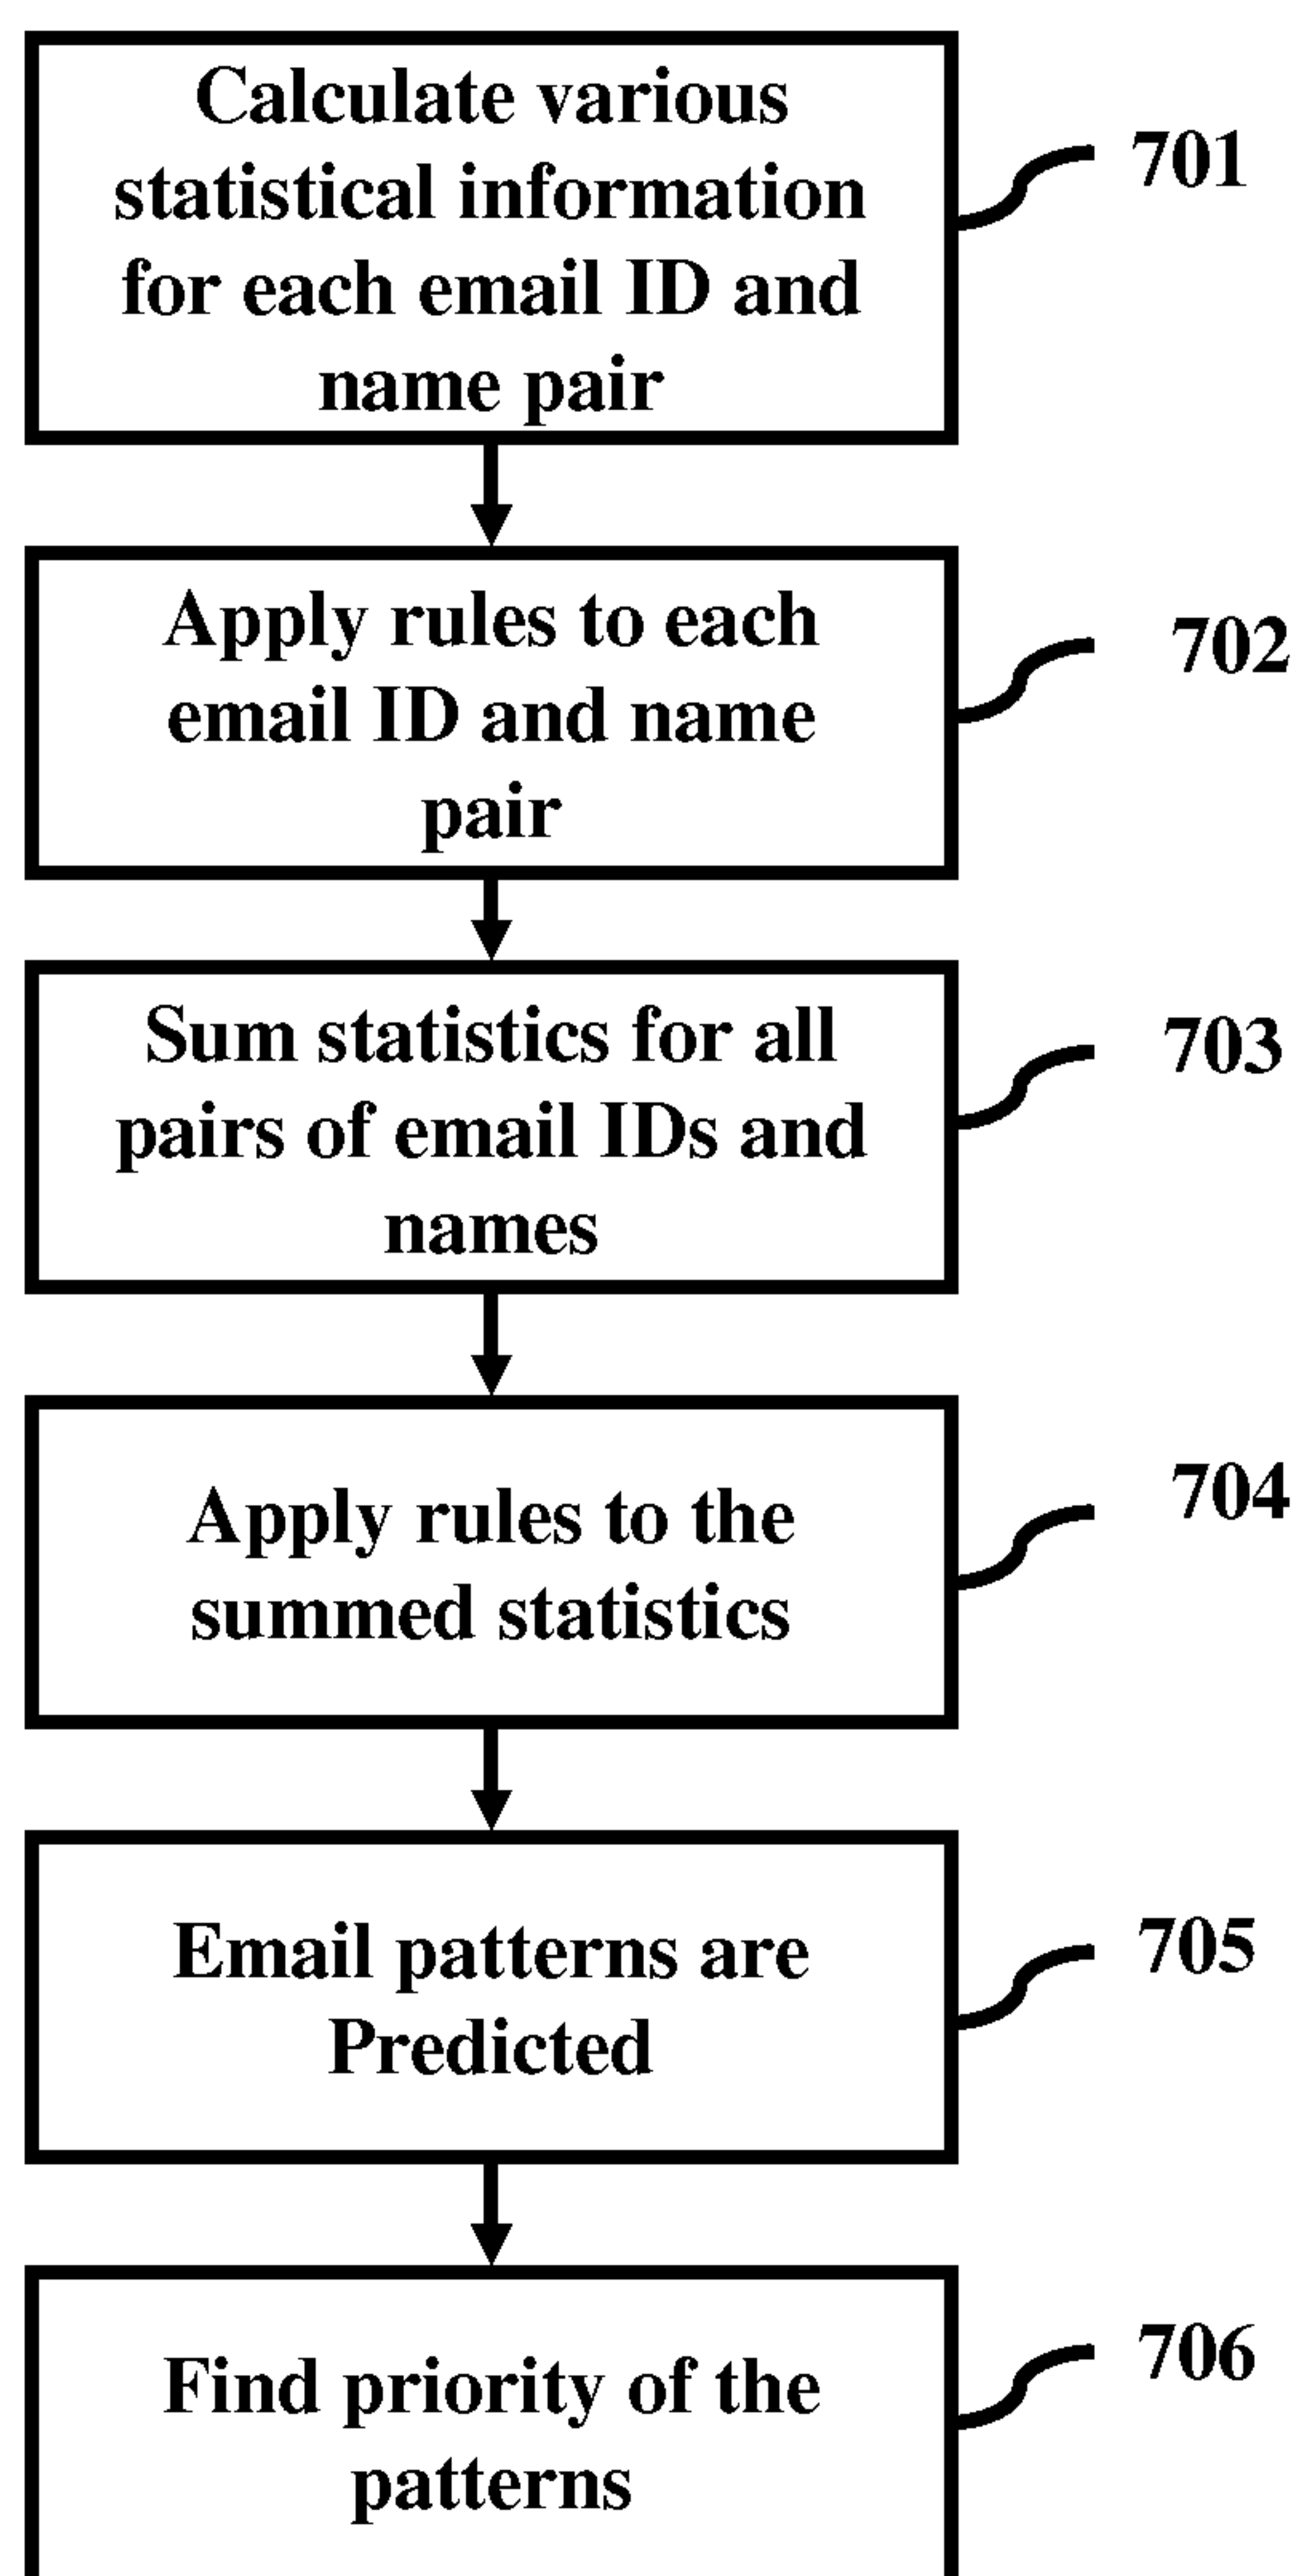 Calculate various
statistical information
for each email ID and
name pair
701
Apply rules to each
email ID and name
pair
702
Sum statistics for all
pairs of email IDs and
names
703
Apply rules to the
summed statistics
704
Email patterns are
Predicted
705
Find priority of the
patterns
706